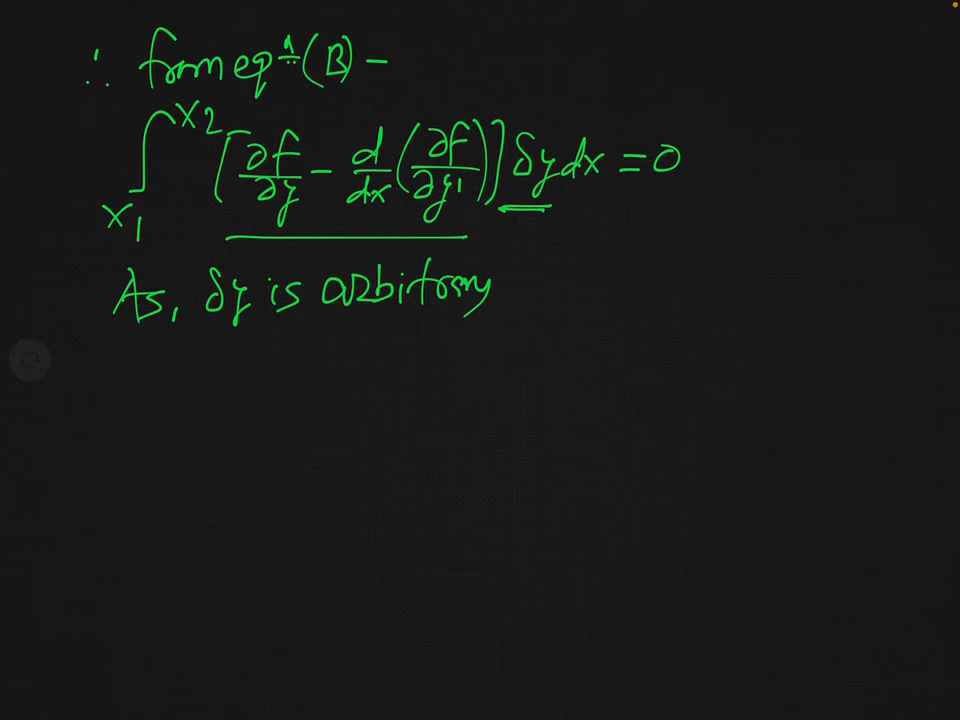 ∴ from eqⁿ (B) –
∫_{x₁}^{x₂} [∂f/∂y − d/dx (∂f/∂y')] δy dx = 0
As, δy is arbitrary